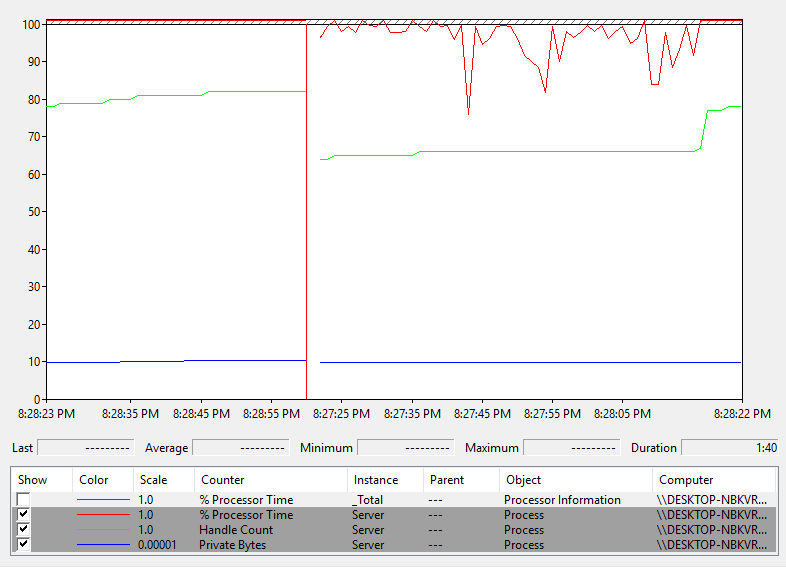 100
90
80
70
60
50
40
30
20
10
0
8:28:23 PM 8:28:35 PM 8:28:45 PM 8:28:55 PM 8:27:25 PM 8:27:35 PM 8:27:45 PM 8:27:55 PM 8:28:05 PM 8:28:22 PM
Last --------- Average --------- Minimum --------- Maximum --------- Duration 1:40
Show Color Scale Counter Instance Parent Object Computer
1.0 % Processor Time _Total --- Processor Information \\DESKTOP-NBKVR...
1.0 % Processor Time Server --- Process \\DESKTOP-NBKVR...
1.0 Handle Count Server --- Process \\DESKTOP-NBKVR...
0.00001 Private Bytes Server --- Process \\DESKTOP-NBKVR...